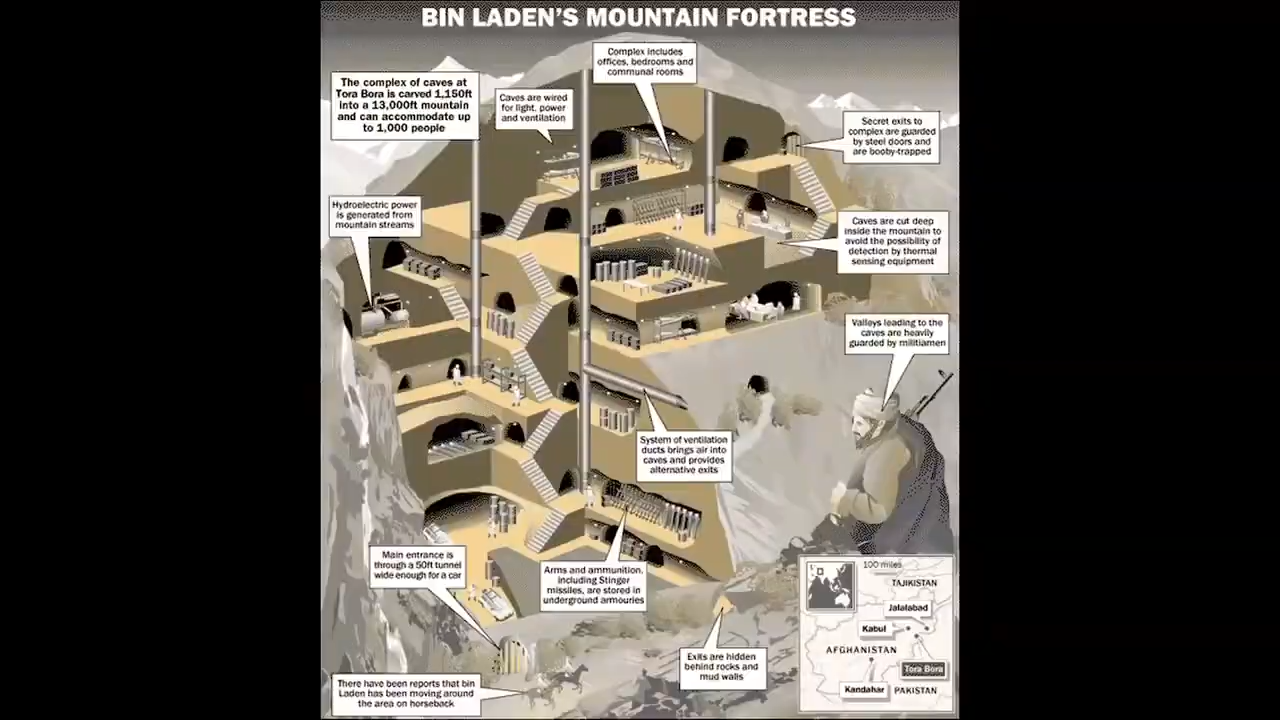 BIN LADEN'S MOUNTAIN FORTRESS
Complex includes
offices, bedrooms and
communal rooms
The complex of caves at
Tora Bora is carved 1,150ft
into a 13,000ft mountain
and can accommodate up
to 1,000 people
Caves are wired
for light, power
and ventilation
Secret exits to
complex are guarded
by steel doors and
are booby-trapped
Hydroelectric power
is generated from
mountain streams
Caves are cut deep
inside the mountain to
avoid the possibility of
detection by thermal
sensing equipment
Valleys leading to the
caves are heavily
guarded by militiamen
System of ventilation
ducts brings air into
caves and provides
alternative exits
Main entrance is
through a 50ft tunnel
wide enough for a car
Arms and ammunition,
including Stinger
missiles, are stored in
underground armouries
Exits are hidden
behind rocks and
mud walls
There have been reports that bin
Laden has been moving around
the area on horseback
100 miles
TAJIKISTAN
Jalalabad
Kabul
AFGHANISTAN
Tora Bora
Kandahar
PAKISTAN